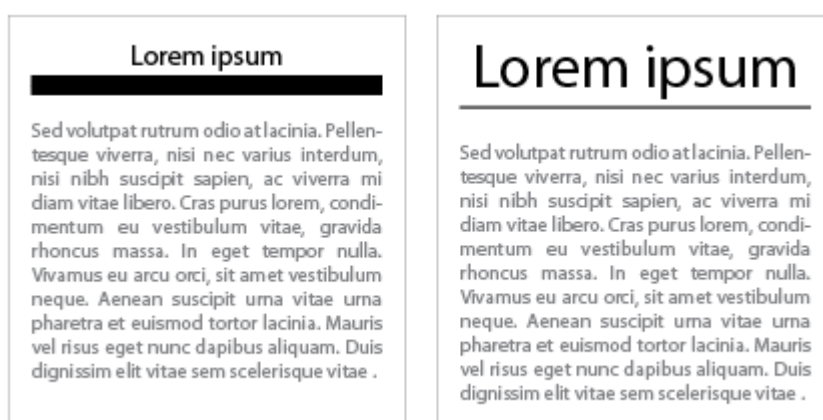 Lorem ipsum
Sed volutpat rutrum odio at lacinia. Pellen-
tesque viverra, nisi nec varius interdum,
nisi nibh suscipit sapien, ac viverra mi
diam vitae libero. Cras purus lorem, condi-
mentum eu vestibulum vitae, gravida
rhoncus massa. In eget tempor nulla.
Vivamus eu arcu orci, sit amet vestibulum
neque. Aenean suscipit urna vitae urna
pharetra et euismod tortor lacinia. Mauris
vel risus eget nunc dapibus aliquam. Duis
dignissim elit vitae sem scelerisque vitae .
Lorem ipsum
Sed volutpat rutrum odio at lacinia. Pellen-
tesque viverra, nisi nec varius interdum,
nisi nibh suscipit sapien, ac viverra mi
diam vitae libero. Cras purus lorem, condi-
mentum eu vestibulum vitae, gravida
rhoncus massa. In eget tempor nulla.
Vivamus eu arcu orci, sit amet vestibulum
neque. Aenean suscipit urna vitae urna
pharetra et euismod tortor lacinia. Mauris
vel risus eget nunc dapibus aliquam. Duis
dignissim elit vitae sem scelerisque vitae .